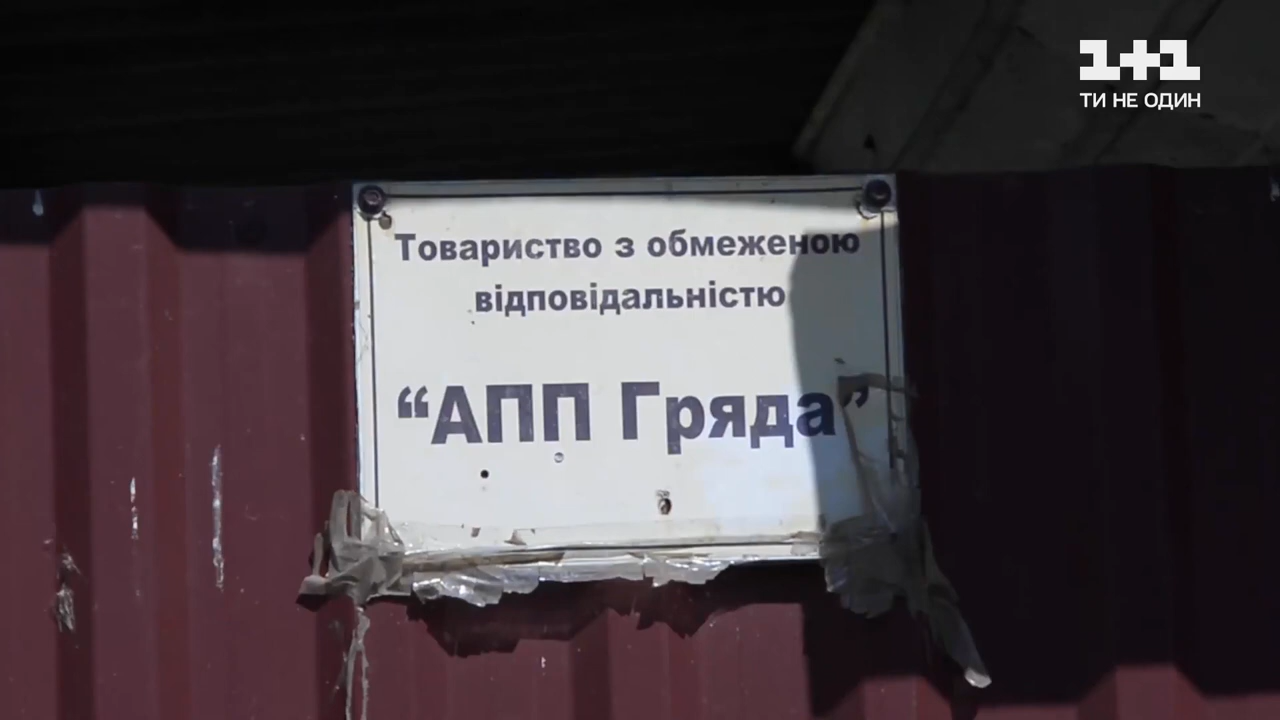 1+1
ТИ НЕ ОДИН
Товариство з обмеженою
відповідальністю
“АПП Гряда”